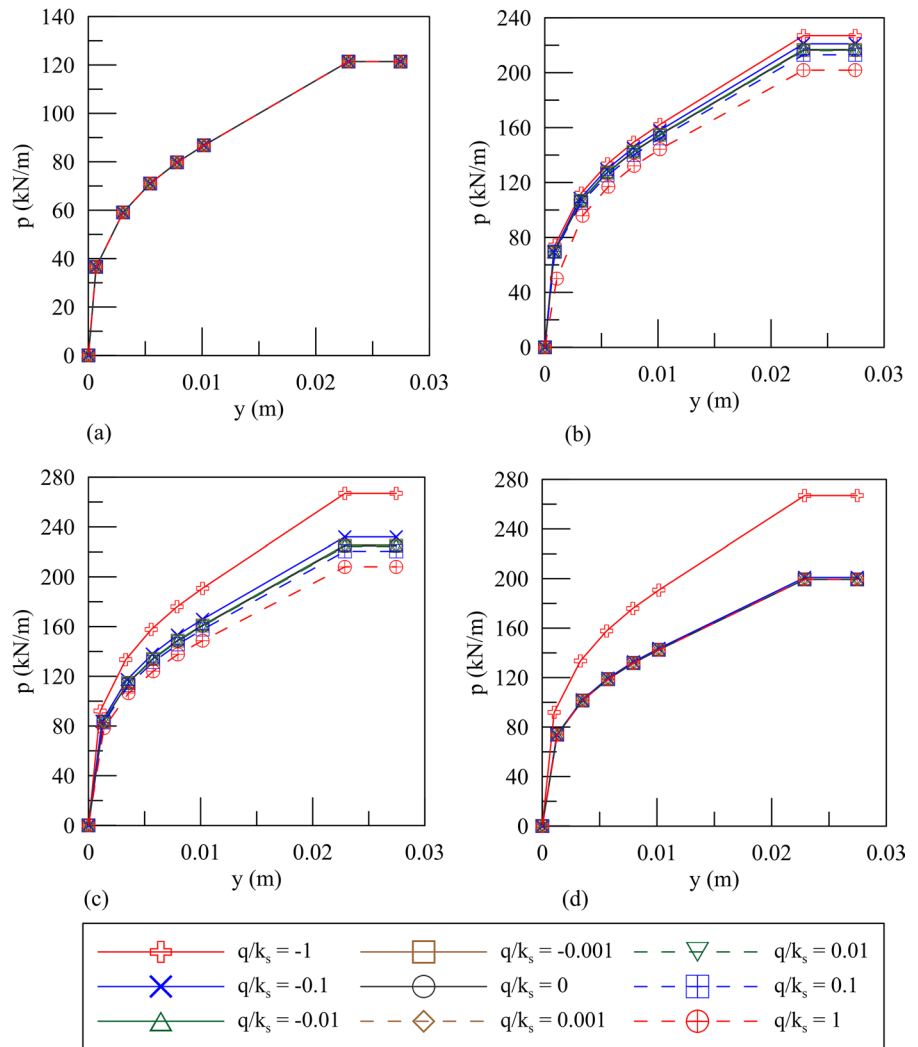 140
120
100
80
60
40
20
0
p (kN/m)
0
0.01
0.02
0.03
y (m)
(a)
240
200
160
120
80
40
0
p (kN/m)
0
0.01
0.02
0.03
y (m)
(b)
280
240
200
160
120
80
40
0
p (kN/m)
0
0.01
0.02
0.03
y (m)
(c)
280
240
200
160
120
80
40
0
p (kN/m)
0
0.01
0.02
0.03
y (m)
(d)
q/kₛ = -1
q/kₛ = -0.001
q/kₛ = 0.01
q/kₛ = -0.1
q/kₛ = 0
q/kₛ = 0.1
q/kₛ = -0.01
q/kₛ = 0.001
q/kₛ = 1